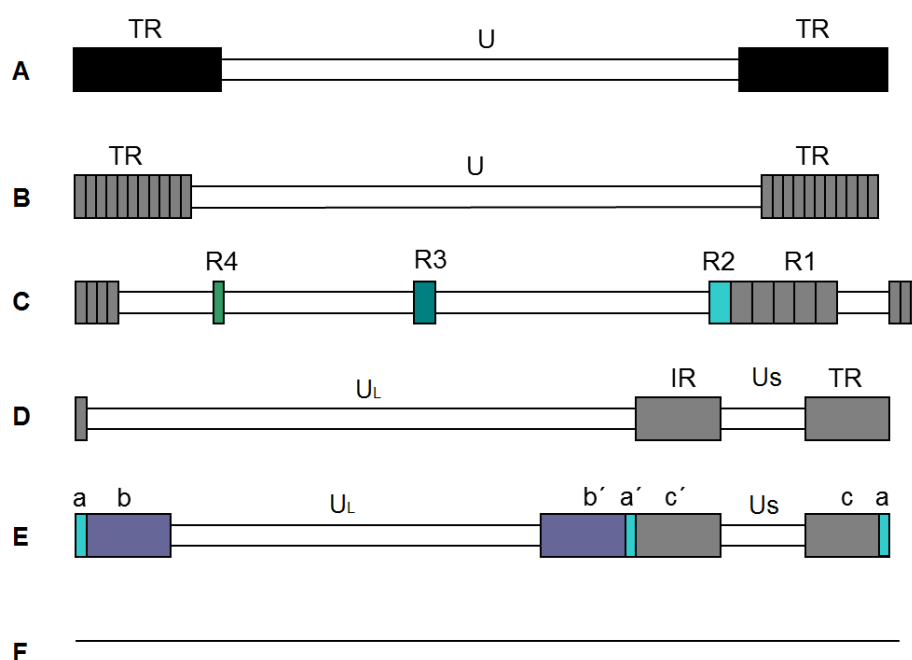 TR U TR
A
TR U TR
B
R4 R3 R2 R1
C
UL IR Us TR
D
a b UL b´ a´ c´ Us c a
E
F